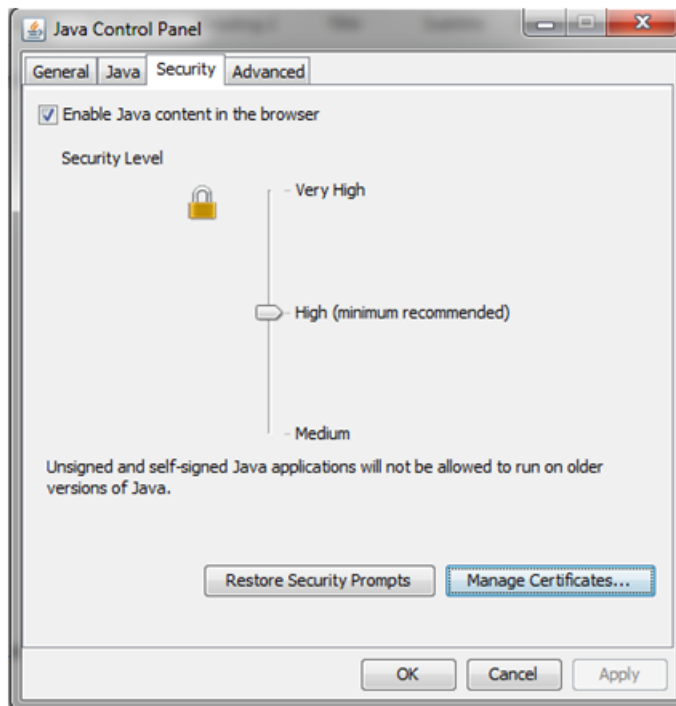 Java Control Panel
General Java Security Advanced
Enable Java content in the browser
Security Level
Very High
High (minimum recommended)
Medium
Unsigned and self-signed Java applications will not be allowed to run on older
versions of Java.
Restore Security Prompts Manage Certificates...
OK Cancel Apply